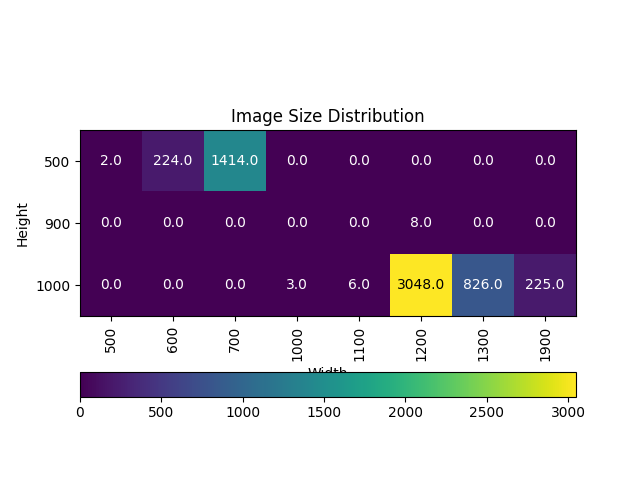 Image Size Distribution
Height
500 2.0 224.0 1414.0 0.0 0.0 0.0 0.0 0.0
900 0.0 0.0 0.0 0.0 0.0 8.0 0.0 0.0
1000 0.0 0.0 0.0 3.0 6.0 3048.0 826.0 225.0
500 600 700 1000 1100 1200 1300 1900
Width
0 500 1000 1500 2000 2500 3000